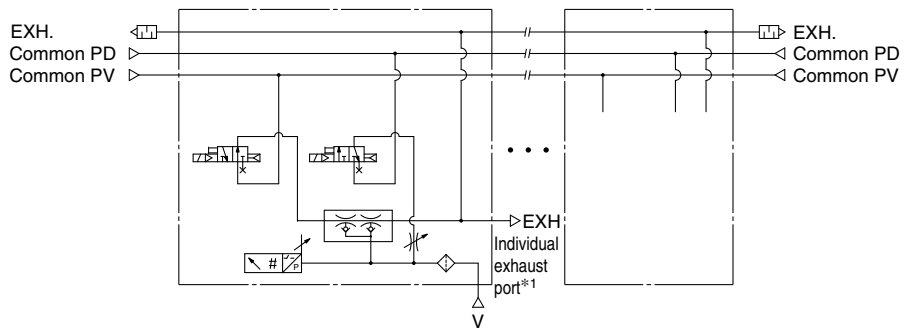 EXH.
Common PD
Common PV
EXH.
Common PD
Common PV
EXH
Individual
exhaust
port*1
#
P
V